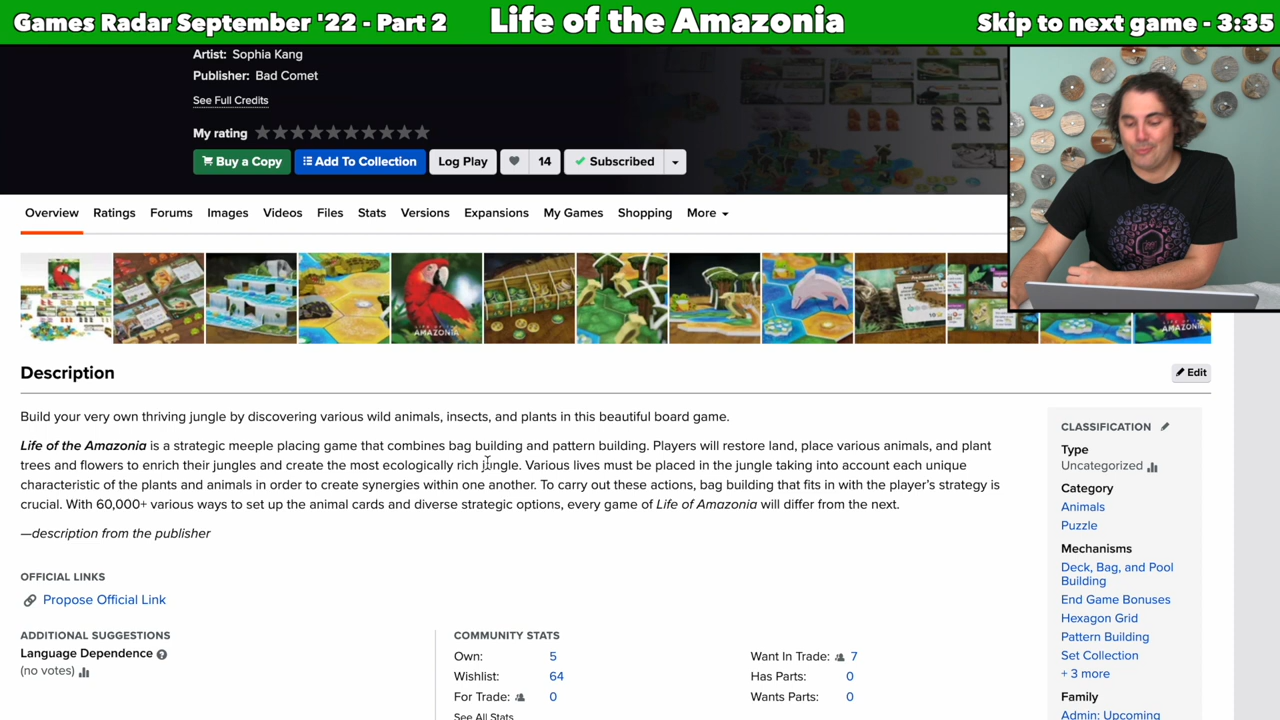 Games Radar September '22 - Part 2
Life of the Amazonia
Skip to next game - 3:35
Artist: Sophia Kang
Publisher: Bad Comet
See Full Credits
My rating
Buy a Copy
Add To Collection
Log Play
14
Subscribed
Overview
Ratings
Forums
Images
Videos
Files
Stats
Versions
Expansions
My Games
Shopping
More
AMAZONIA
Description
Edit
Build your very own thriving jungle by discovering various wild animals, insects, and plants in this beautiful board game.
Life of the Amazonia is a strategic meeple placing game that combines bag building and pattern building. Players will restore land, place various animals, and plant
trees and flowers to enrich their jungles and create the most ecologically rich jungle. Various lives must be placed in the jungle taking into account each unique
characteristic of the plants and animals in order to create synergies within one another. To carry out these actions, bag building that fits in with the player's strategy is
crucial. With 60,000+ various ways to set up the animal cards and diverse strategic options, every game of Life of Amazonia will differ from the next.
—description from the publisher
OFFICIAL LINKS
Propose Official Link
ADDITIONAL SUGGESTIONS
Language Dependence
(no votes)
COMMUNITY STATS
Own: 5
Wishlist: 64
For Trade: 0
See All Stats
Want In Trade: 7
Has Parts: 0
Wants Parts: 0
CLASSIFICATION
Type
Uncategorized
Category
Animals
Puzzle
Mechanisms
Deck, Bag, and Pool
Building
End Game Bonuses
Hexagon Grid
Pattern Building
Set Collection
+ 3 more
Family
Admin: Upcoming